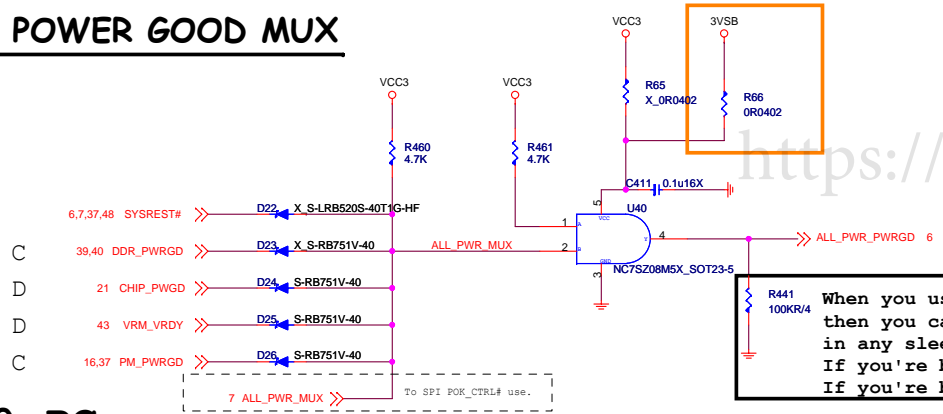 POWER GOOD MUX
VCC3
3VSB
R65
X_0R0402
R66
0R0402
VCC3
VCC3
R460
4.7K
R461
4.7K
https://
C411 0.1u16X
6,7,37,48 SYSREST#
D22 X_S-LRB520S-40T1G-HF
5
U40
VCC
1
A
C
39,40 DDR_PWRGD
D23 X_S-RB751V-40
ALL_PWR_MUX
2
B
Y
4
ALL_PWR_PWRGD 6
GND
3
NC7SZ08M5X_SOT23-5
D
21 CHIP_PWGD
D24 S-RB751V-40
D
43 VRM_VRDY
D25 S-RB751V-40
C
16,37 PM_PWRGD
D26 S-RB751V-40
R441
100KR/4
When you us
then you ca
in any slee
If you're
If you're
7 ALL_PWR_MUX
To SPI POK_CTRL# use.